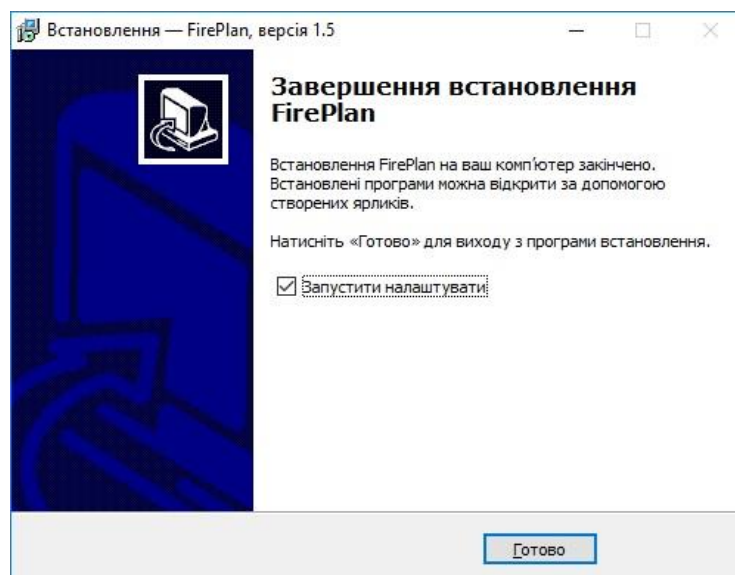 Встановлення — FirePlan, версія 1.5
Завершення встановлення
FirePlan
Встановлення FirePlan на ваш комп'ютер закінчено.
Встановлені програми можна відкрити за допомогою
створених ярликів.
Натисніть «Готово» для виходу з програми встановлення.
Запустити налаштувати
Готово